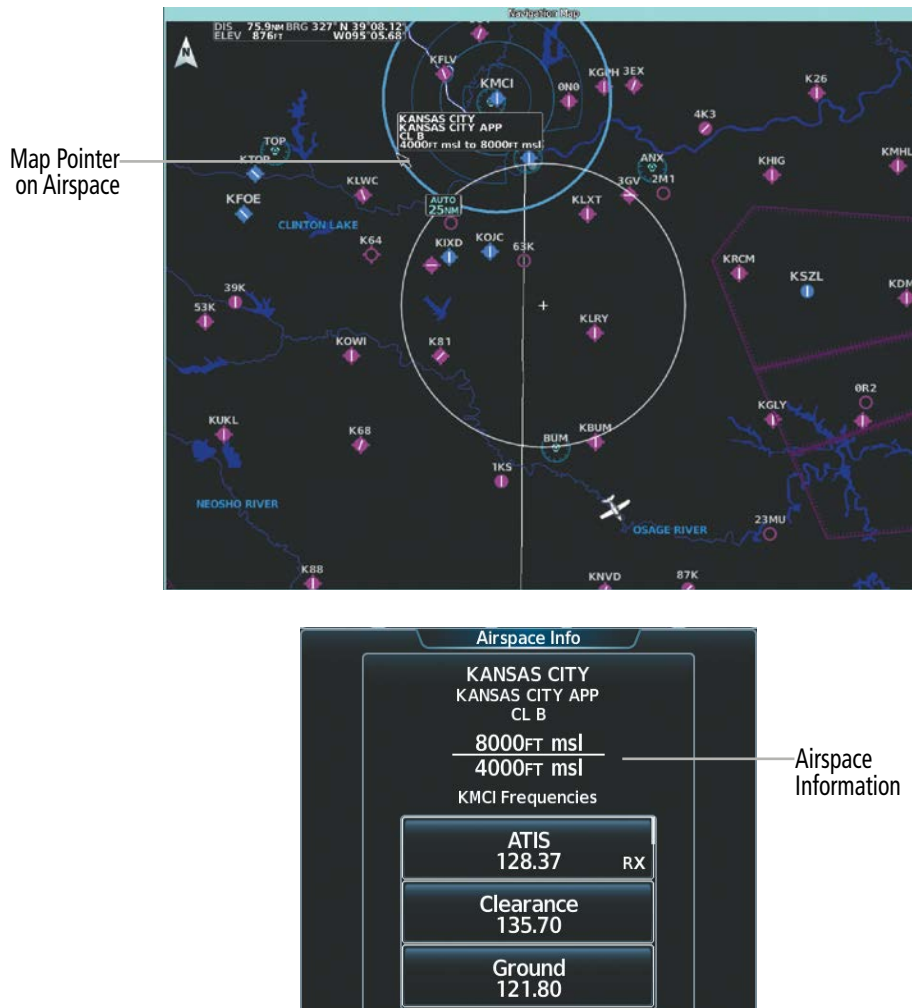 Navigation Map
DIS 75.9NM BRG 327° N 39°08.12'
ELEV 876FT W095°05.68'
N
KFLV
KMCI
0N0
KGPH
3EX
K26
KANSAS CITY
KANSAS CITY APP
CL B
4000FT msl to 8000FT msl
4K3
TOP
KTOP
Map Pointer
on Airspace
ANX
KHIG
KMHL
KLWC
3GV
2M1
KFOE
AUTO
25NM
KLXT
CLINTON LAKE
K64
KIXD
KOJC
63K
KRCM
KSZL
KDM
39K
53K
KLRY
KOWI
K81
0R2
KUKL
K68
BUM
KBUM
KGLY
1KS
NEOSHO RIVER
OSAGE RIVER
23MU
K88
KNVD
87K
Airspace Info
KANSAS CITY
KANSAS CITY APP
CL B
8000FT msl
4000FT msl
Airspace
Information
KMCI Frequencies
ATIS
128.37 RX
Clearance
135.70
Ground
121.80